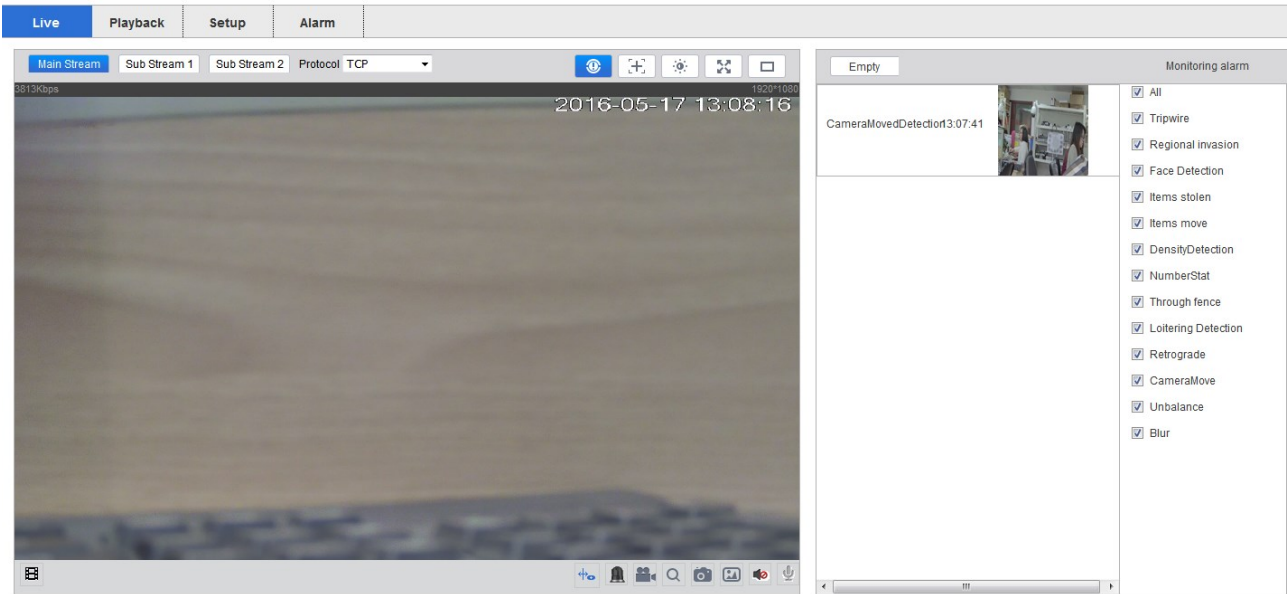 Live Playback Setup Alarm
Main Stream Sub Stream 1 Sub Stream 2 Protocol TCP
3813Kbps 1920*1080
2016-05-17 13:08:16
Empty Monitoring alarm
CameraMovedDetection13:07:41
All
Tripwire
Regional invasion
Face Detection
Items stolen
Items move
DensityDetection
NumberStat
Through fence
Loitering Detection
Retrograde
CameraMove
Unbalance
Blur